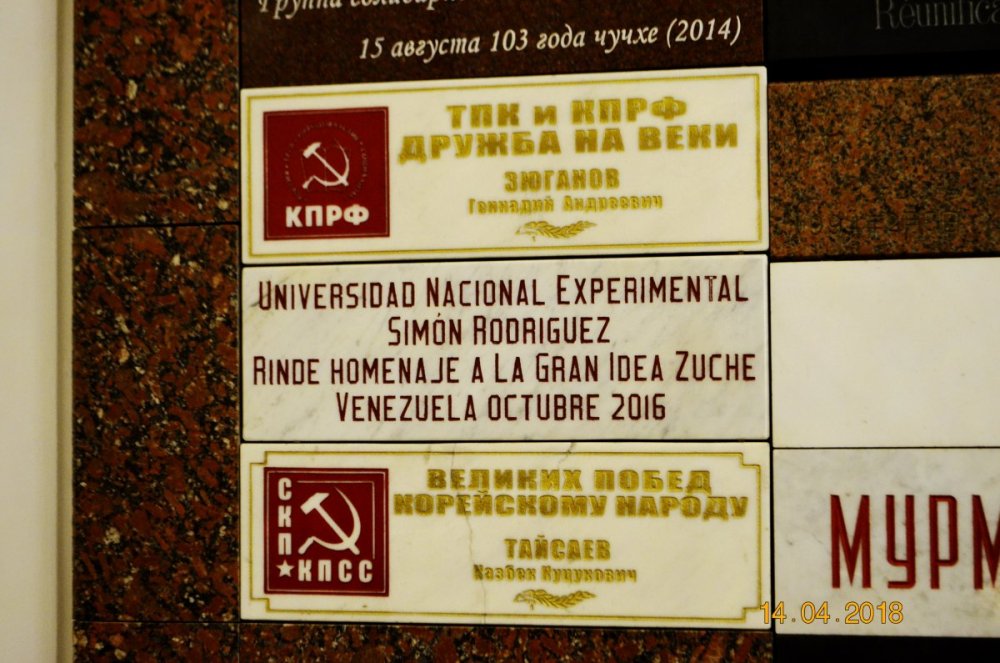 Группа
15 августа 103 года чучхе (2014)
КПРФ
ТПК и КПРФ
ДРУЖБА НА ВЕКИ
ЗЮГАНОВ
Геннадий Андреевич
UNIVERSIDAD NACIONAL EXPERIMENTAL
SIMÓN RODRIGUEZ
RINDE HOMENAJE A LA GRAN IDEA ZUCHE
VENEZUELA OCTUBRE 2016
СКП
КПСС
ВЕЛИКИХ ПОБЕД
КОРЕЙСКОМУ НАРОДУ
ТАЙСАЕВ
Казбек Куцукович
МУРМ
14.04.2018